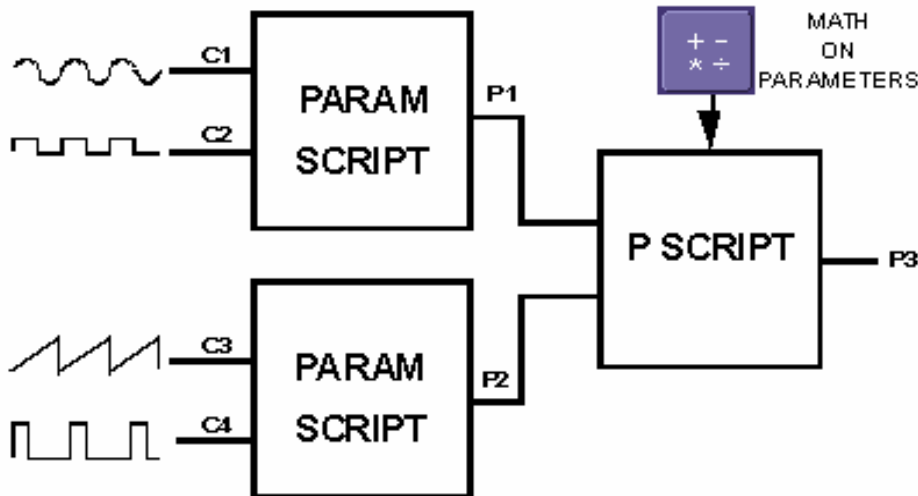 C1
C2
PARAM
SCRIPT
P1
+ −
* ÷
MATH
ON
PARAMETERS
P SCRIPT
P3
C3
C4
PARAM
SCRIPT
P2